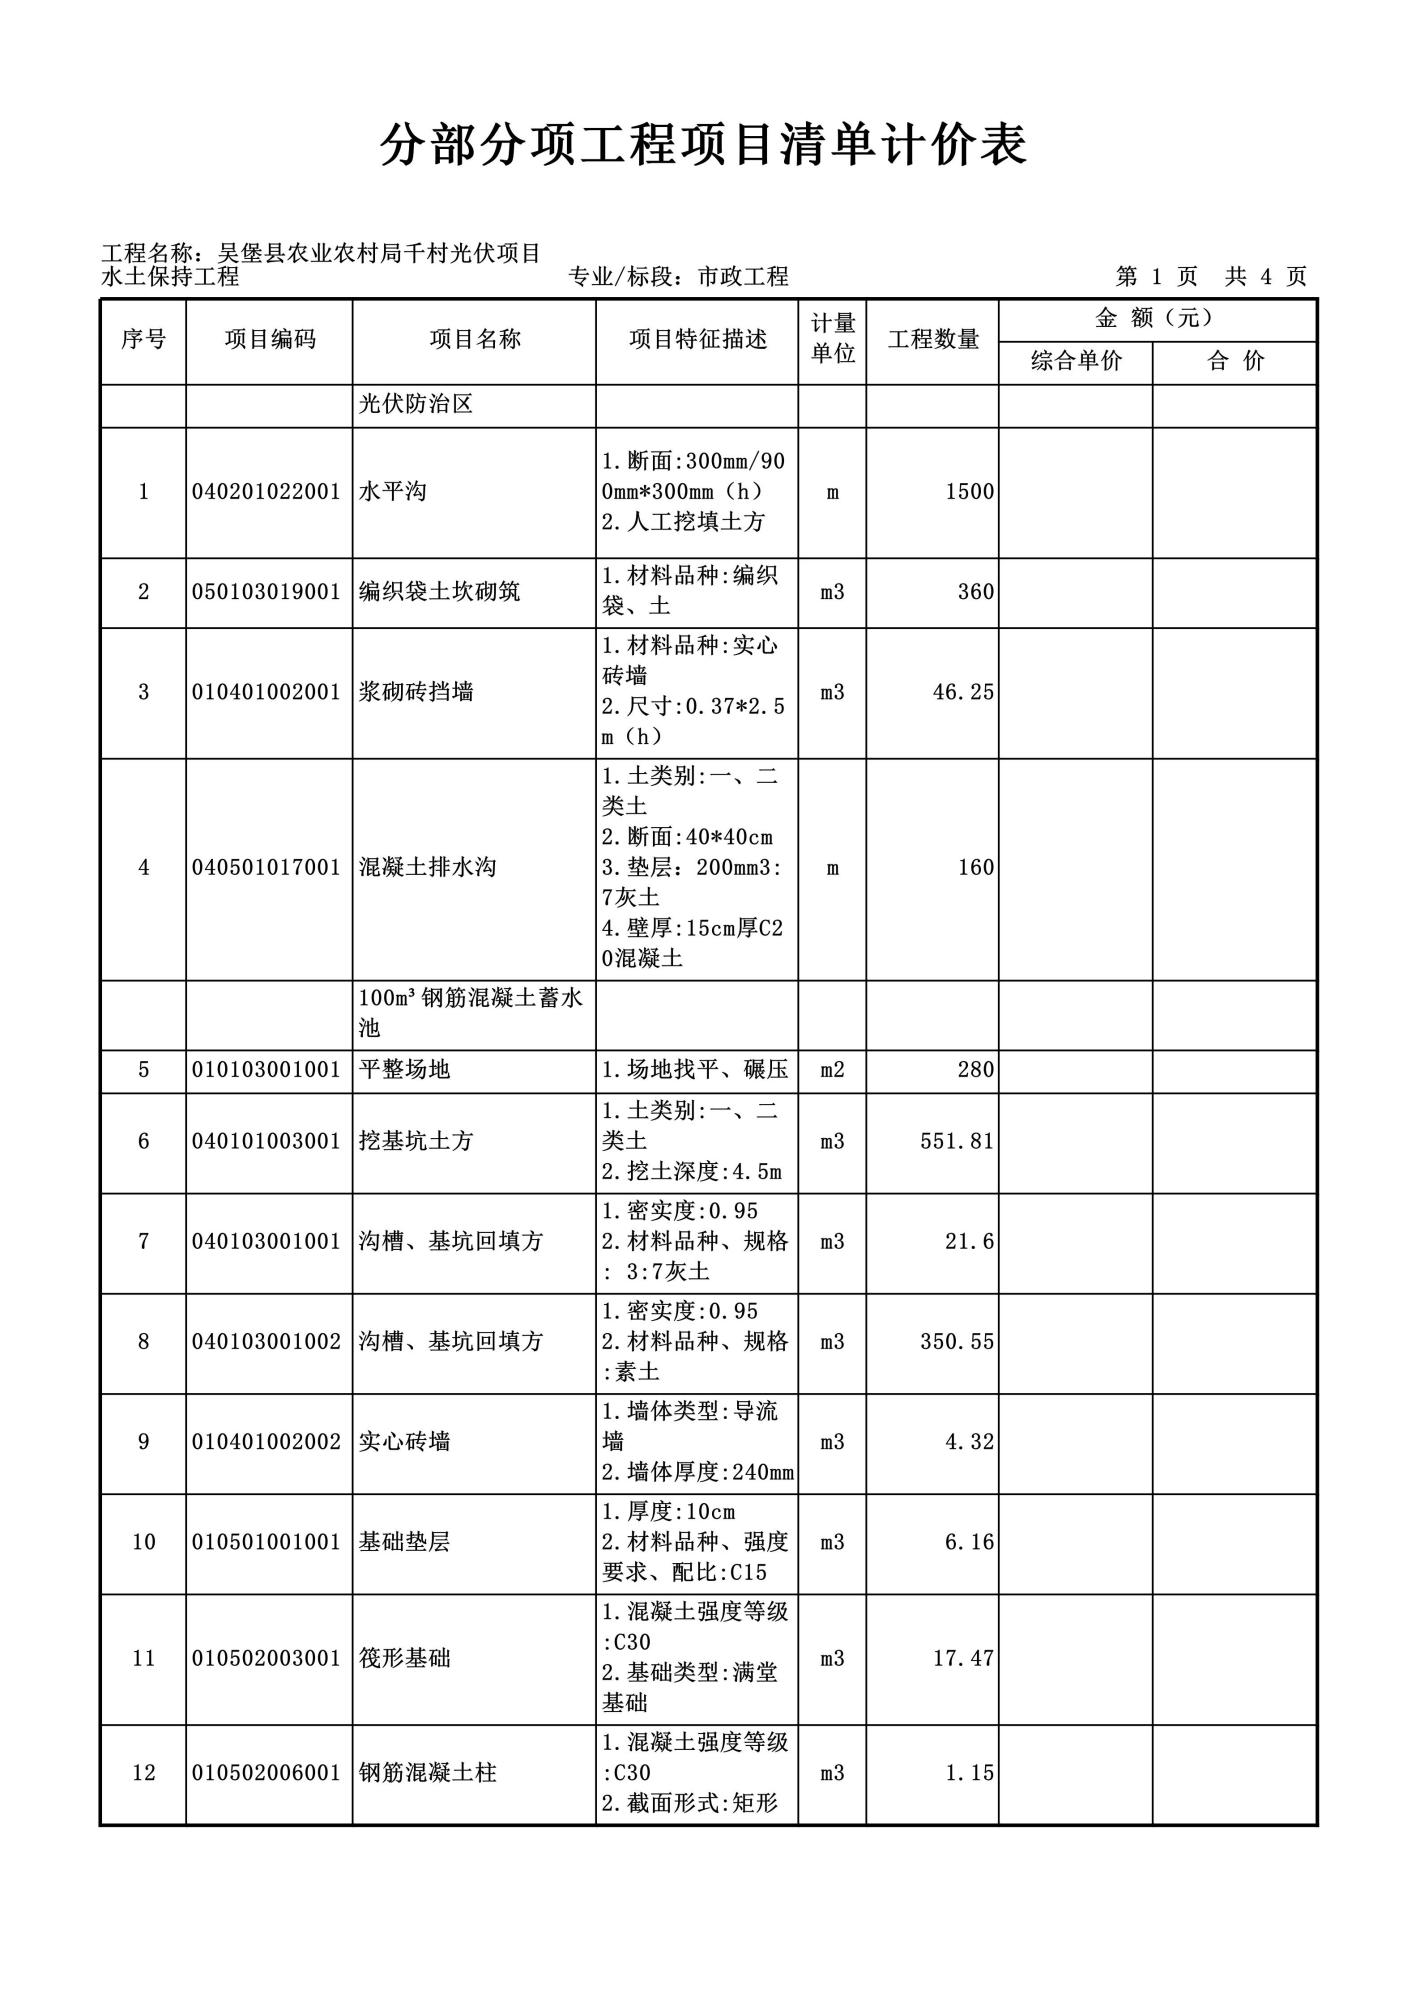 分部分项工程项目清单计价表
工程名称：吴堡县农业农村局千村光伏项目
水土保持工程 专业/标段：市政工程 第 1 页 共 4 页
序号 项目编码 项目名称 项目特征描述 计量 工程数量 金 额（元）
单位 综合单价 合 价
光伏防治区
1 040201022001 水平沟 1.断面:300mm/90
0mm*300mm（h）
2.人工挖填土方 m 1500
2 050103019001 编织袋土坎砌筑 1.材料品种:编织
袋、土 m3 360
3 010401002001 浆砌砖挡墙 1.材料品种:实心
砖墙
2.尺寸:0.37*2.5
m（h） m3 46.25
4 040501017001 混凝土排水沟 1.土类别:一、二
类土
2.断面:40*40cm
3.垫层：200mm3:
7灰土
4.壁厚:15cm厚C2
0混凝土 m 160
100m³钢筋混凝土蓄水
池
5 010103001001 平整场地 1.场地找平、碾压 m2 280
6 040101003001 挖基坑土方 1.土类别:一、二
类土
2.挖土深度:4.5m m3 551.81
7 040103001001 沟槽、基坑回填方 1.密实度:0.95
2.材料品种、规格
: 3:7灰土 m3 21.6
8 040103001002 沟槽、基坑回填方 1.密实度:0.95
2.材料品种、规格
:素土 m3 350.55
9 010401002002 实心砖墙 1.墙体类型:导流
墙
2.墙体厚度:240mm m3 4.32
10 010501001001 基础垫层 1.厚度:10cm
2.材料品种、强度
要求、配比:C15 m3 6.16
11 010502003001 筏形基础 1.混凝土强度等级
:C30
2.基础类型:满堂
基础 m3 17.47
12 010502006001 钢筋混凝土柱 1.混凝土强度等级
:C30
2.截面形式:矩形 m3 1.15